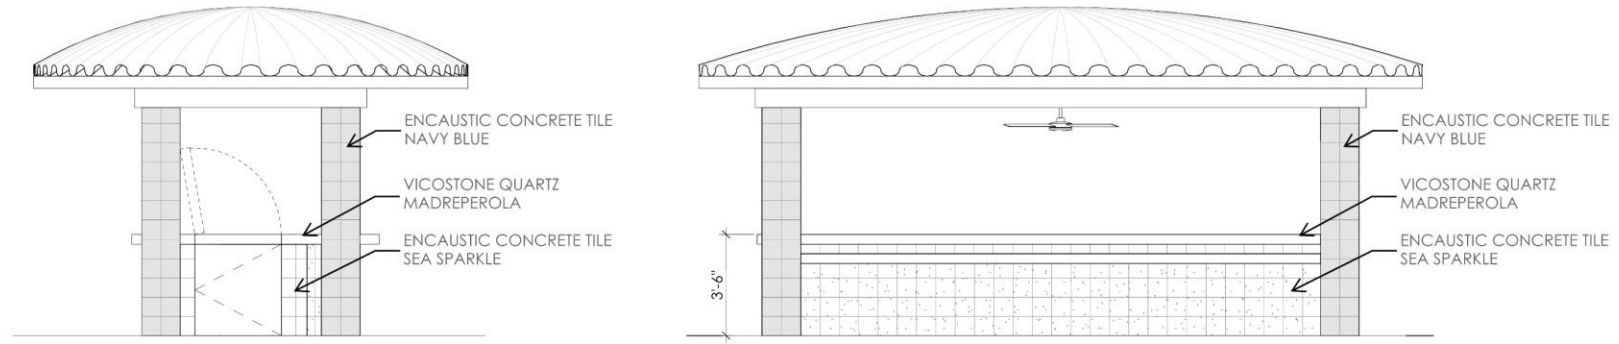 ENCAUSTIC CONCRETE TILE
NAVY BLUE
VICOSTONE QUARTZ
MADREPEROLA
ENCAUSTIC CONCRETE TILE
SEA SPARKLE
3'-6"
ENCAUSTIC CONCRETE TILE
NAVY BLUE
VICOSTONE QUARTZ
MADREPEROLA
ENCAUSTIC CONCRETE TILE
SEA SPARKLE